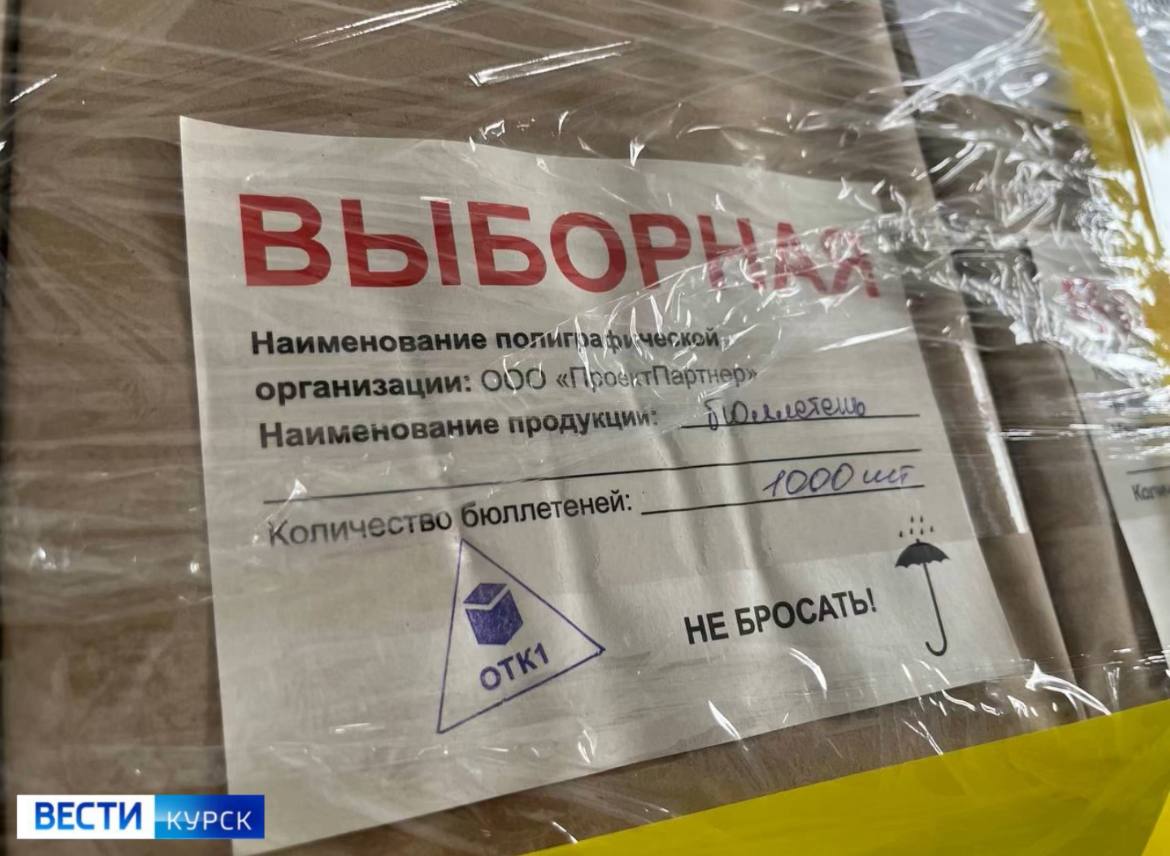 ВЫБОРНАЯ
Наименование полиграфической
организации: ООО «ПроектПартнер»
Наименование продукции: бюллетень
Количество бюллетеней: 1000 шт
ОТК1
НЕ БРОСАТЬ!
ВЕСТИ КУРСК